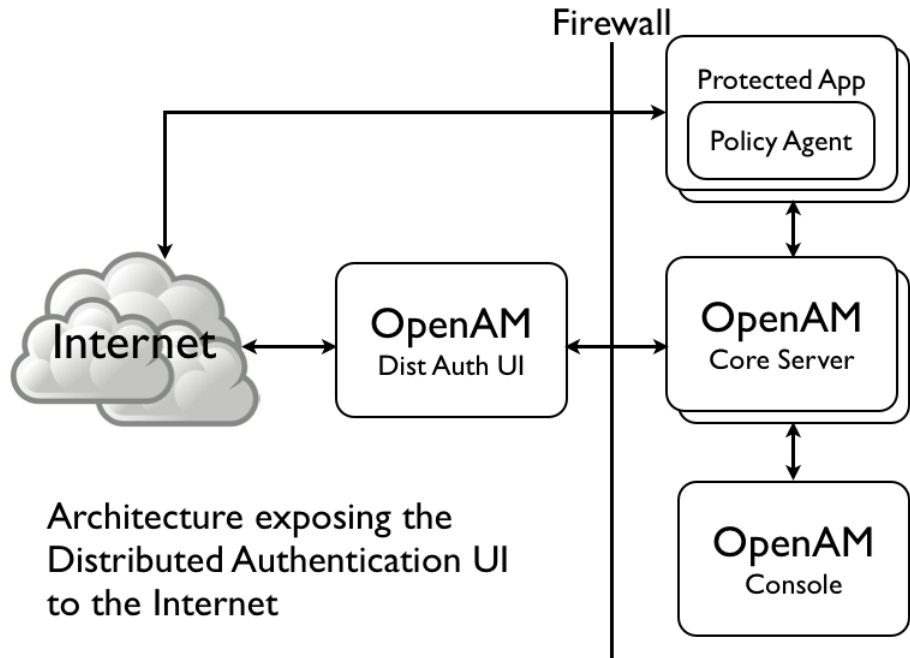 Firewall
Protected App
Policy Agent
Internet
OpenAM
Dist Auth UI
OpenAM
Core Server
OpenAM
Console
Architecture exposing the
Distributed Authentication UI
to the Internet